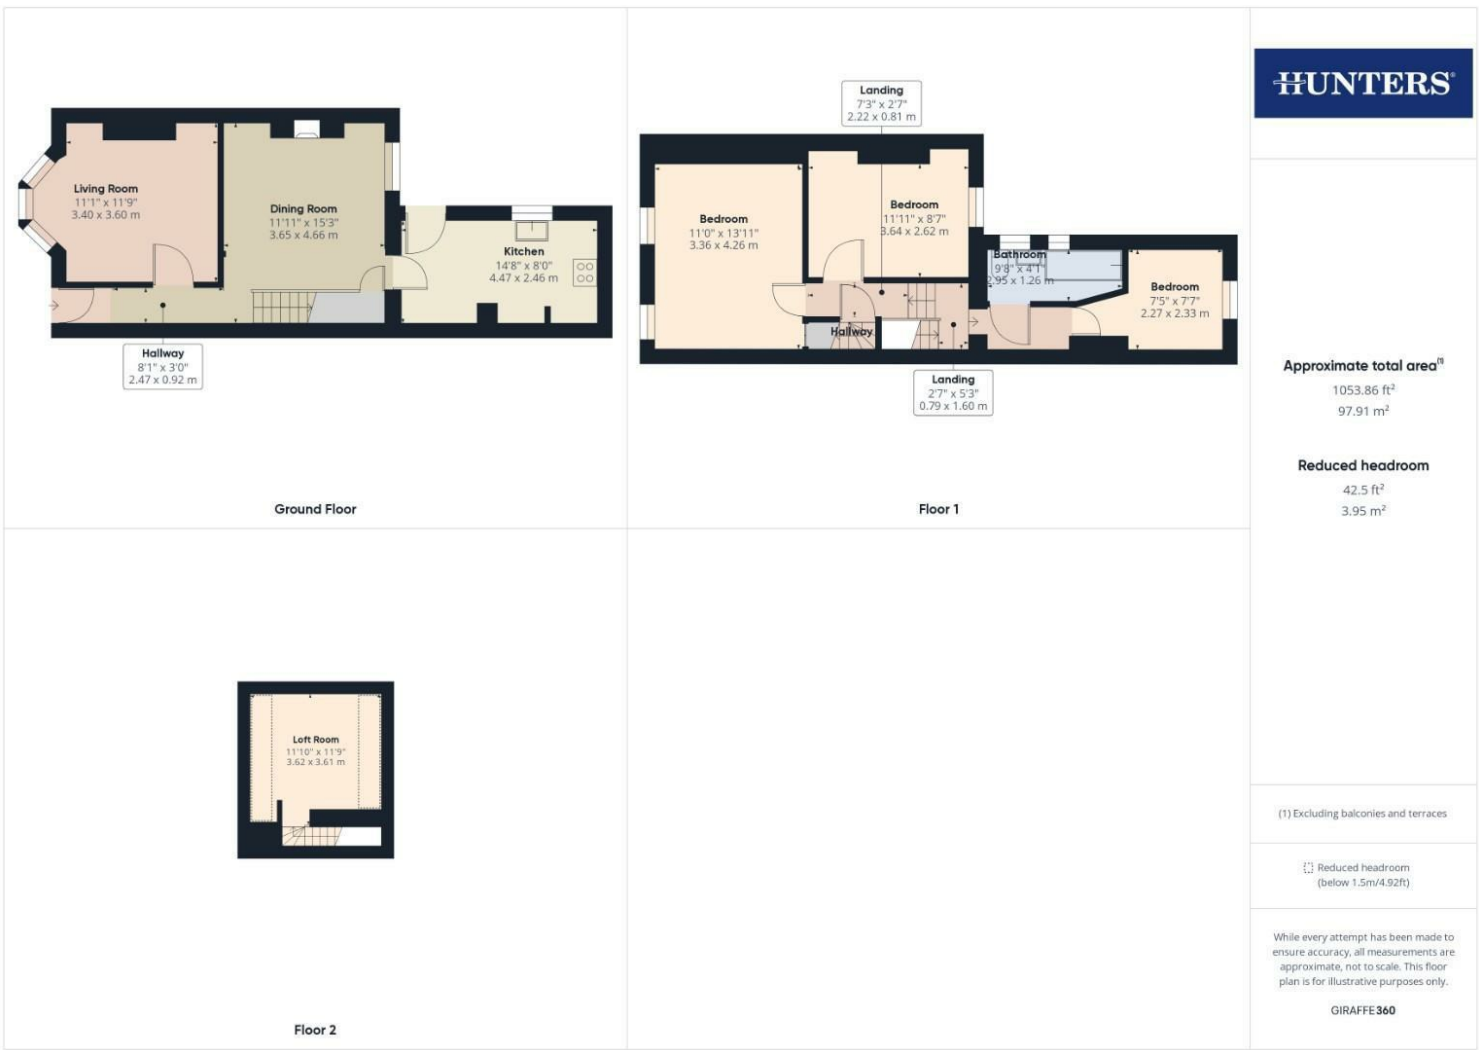 Living Room
11'1" x 11'9"
3.40 x 3.60 m
Dining Room
11'11" x 15'3"
3.65 x 4.66 m
Kitchen
14'8" x 8'0"
4.47 x 2.46 m
Hallway
8'1" x 3'0"
2.47 x 0.92 m
Ground Floor
Landing
7'3" x 2'7"
2.22 x 0.81 m
Bedroom
11'0" x 13'11"
3.36 x 4.26 m
Bedroom
11'11" x 8'7"
3.64 x 2.62 m
Bathroom
9'8" x 4'1"
2.95 x 1.26 m
Bedroom
7'5" x 7'7"
2.27 x 2.33 m
Hallway
Landing
2'7" x 5'3"
0.79 x 1.60 m
Floor 1
Loft Room
11'10" x 11'9"
3.62 x 3.61 m
Floor 2
HUNTERS®
Approximate total area(1)
1053.86 ft²
97.91 m²
Reduced headroom
42.5 ft²
3.95 m²
(1) Excluding balconies and terraces
Reduced headroom
(below 1.5m/4.92ft)
While every attempt has been made to
ensure accuracy, all measurements are
approximate, not to scale. This floor
plan is for illustrative purposes only.
GIRAFFE360